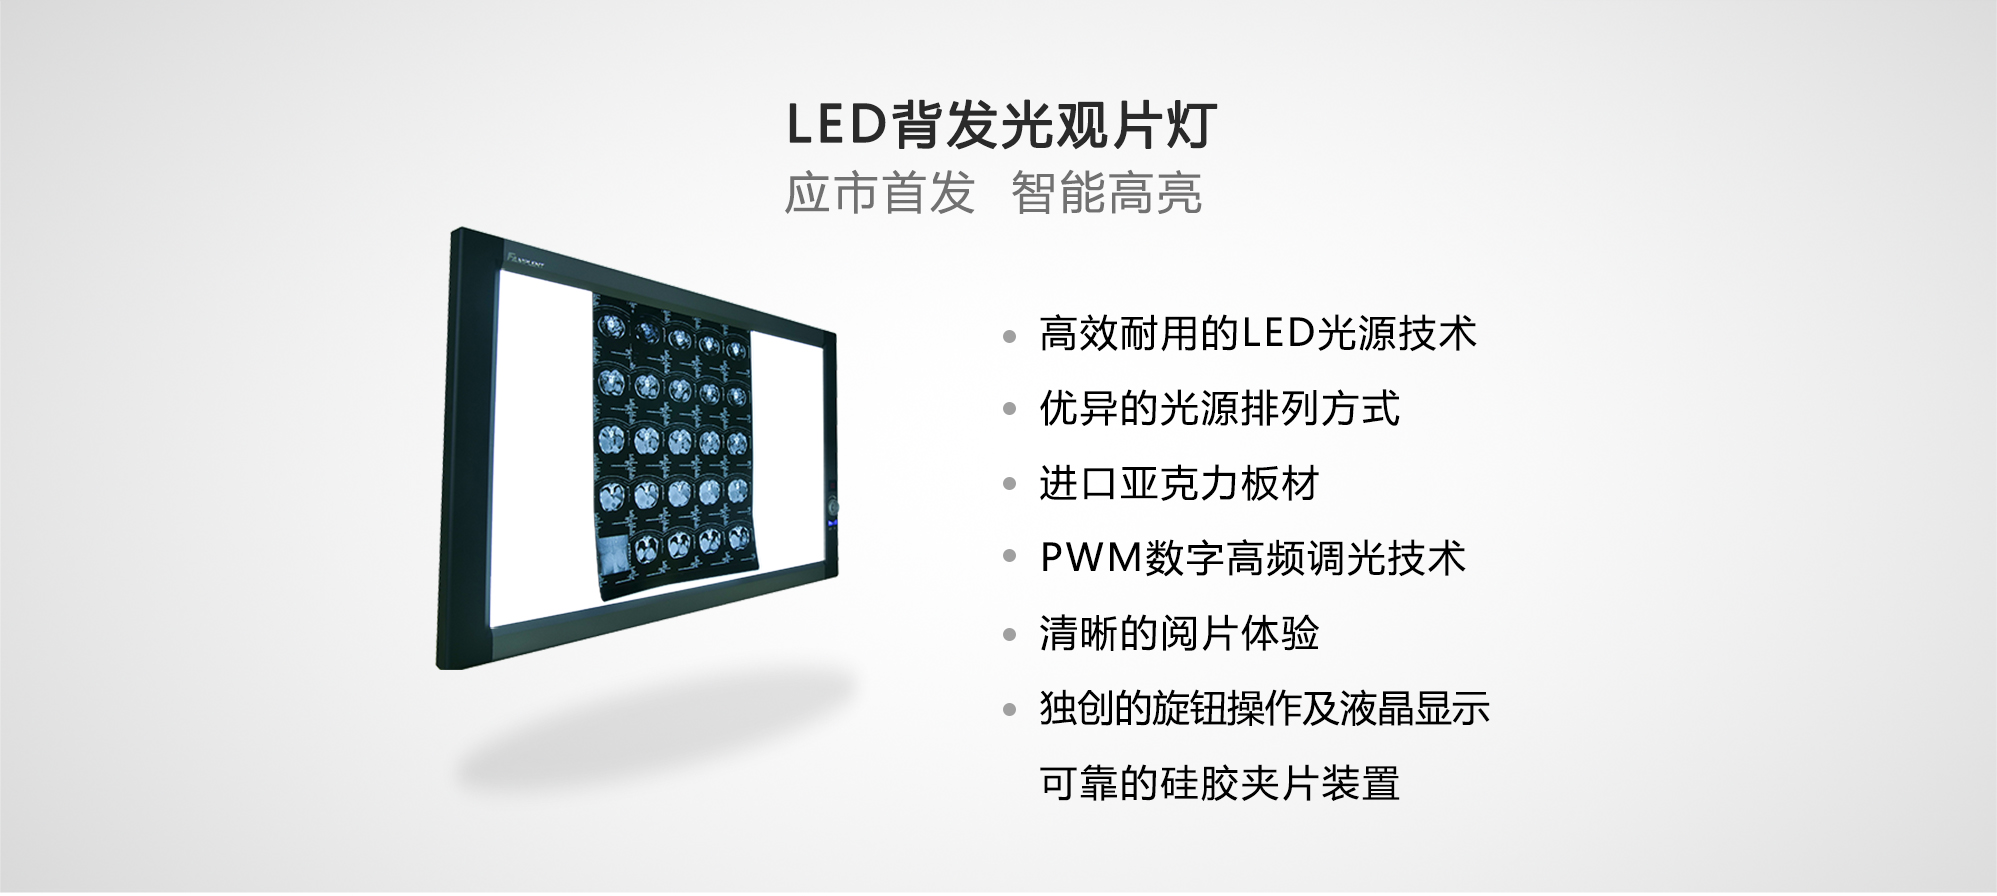 LED背发光观片灯
应市首发 智能高亮
高效耐用的LED光源技术
优异的光源排列方式
进口亚克力板材
PWM数字高频调光技术
清晰的阅片体验
独创的旋钮操作及液晶显示
可靠的硅胶夹片装置